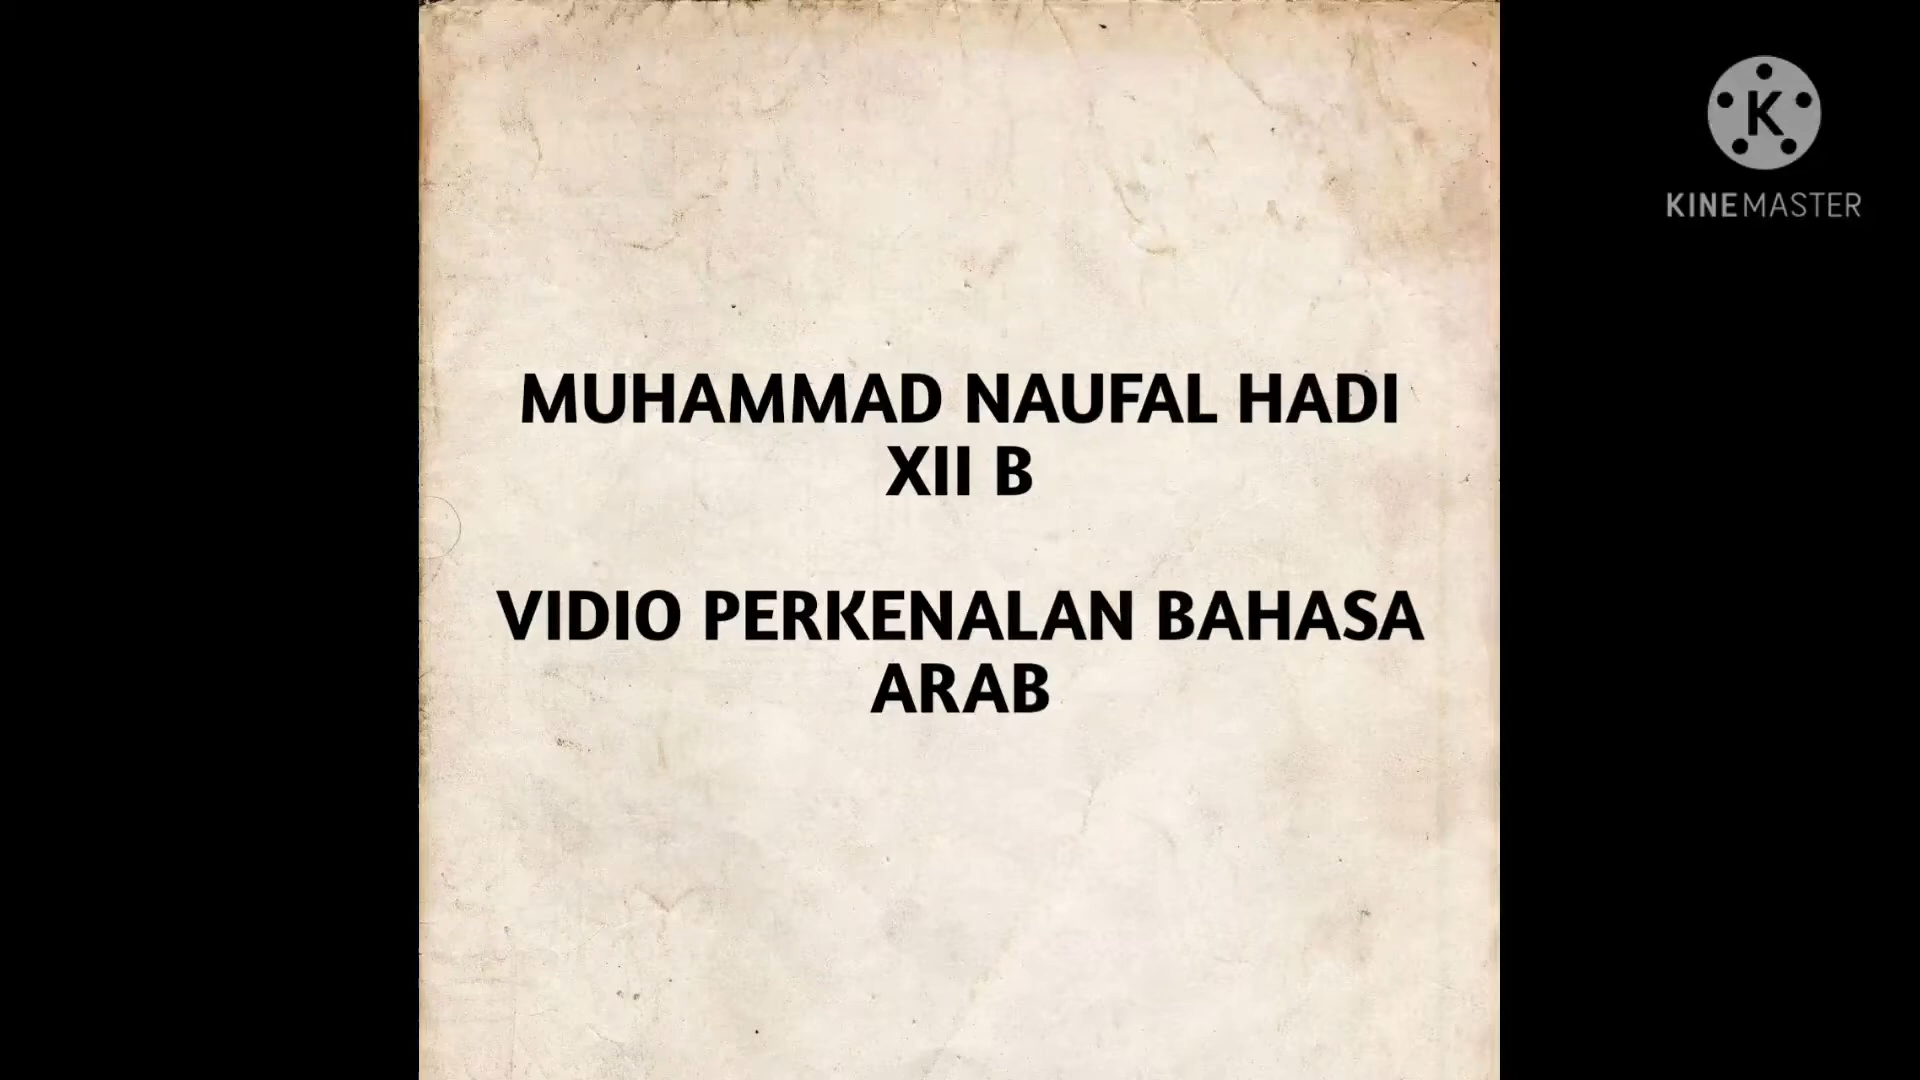 MUHAMMAD NAUFAL HADI
XII B
VIDIO PERKENALAN BAHASA
ARAB
K
KINEMASTER